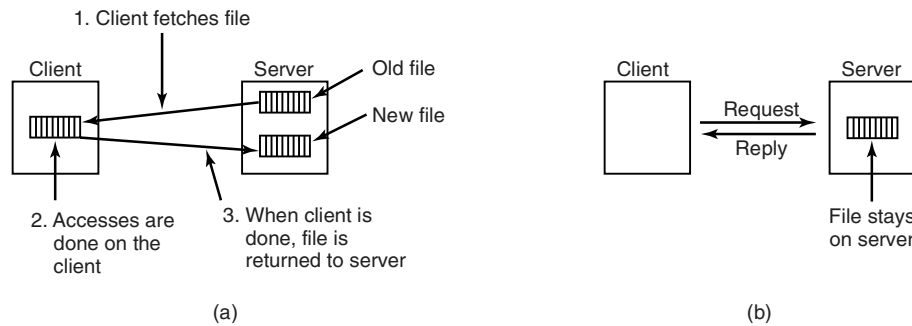 1. Client fetches file
Client
Server
Old file
New file
2. Accesses are
done on the
client
3. When client is
done, file is
returned to server
(a)
Client
Server
Request
Reply
File stays
on server
(b)